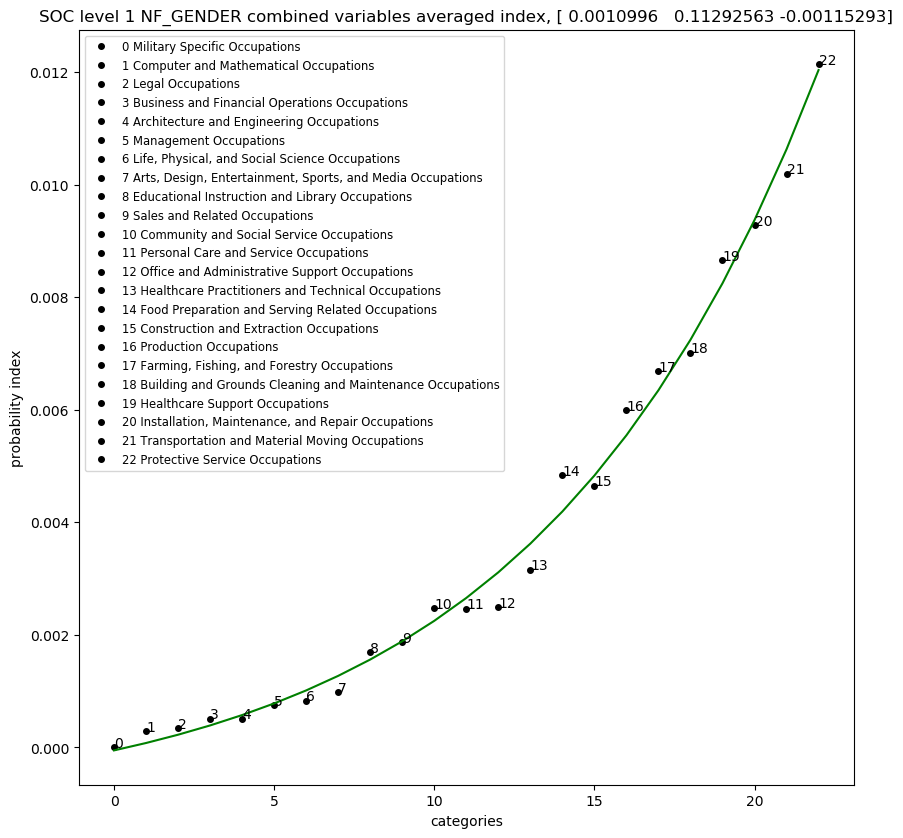 SOC level 1 NF_GENDER combined variables averaged index, [ 0.0010996   0.11292563 -0.00115293]
0 Military Specific Occupations
1 Computer and Mathematical Occupations
2 Legal Occupations
3 Business and Financial Operations Occupations
4 Architecture and Engineering Occupations
5 Management Occupations
6 Life, Physical, and Social Science Occupations
7 Arts, Design, Entertainment, Sports, and Media Occupations
8 Educational Instruction and Library Occupations
9 Sales and Related Occupations
10 Community and Social Service Occupations
11 Personal Care and Service Occupations
12 Office and Administrative Support Occupations
13 Healthcare Practitioners and Technical Occupations
14 Food Preparation and Serving Related Occupations
15 Construction and Extraction Occupations
16 Production Occupations
17 Farming, Fishing, and Forestry Occupations
18 Building and Grounds Cleaning and Maintenance Occupations
19 Healthcare Support Occupations
20 Installation, Maintenance, and Repair Occupations
21 Transportation and Material Moving Occupations
22 Protective Service Occupations
probability index
0.012
0.010
0.008
0.006
0.004
0.002
0.000
0
1
2
3
4
5
6
7
8
9
10
11
12
13
14
15
16
17
18
19
20
21
22
0
5
10
15
20
categories